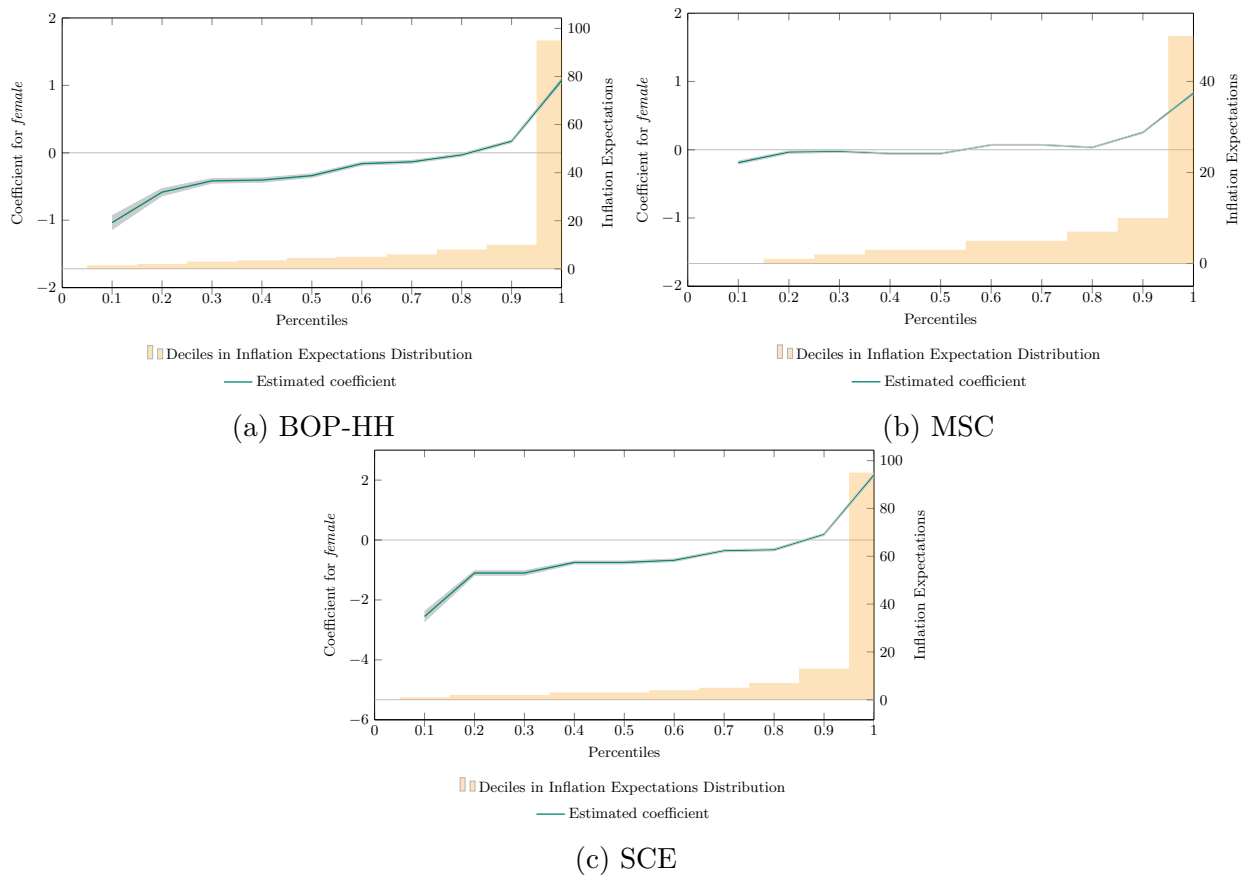 2
1
0
−1
−2
Coefficient for female
100
80
60
40
20
0
Inflation Expectations
0 0.1 0.2 0.3 0.4 0.5 0.6 0.7 0.8 0.9 1
Percentiles
Deciles in Inflation Expectations Distribution
Estimated coefficient
(a) BOP-HH
2
1
0
−1
−2
Coefficient for female
40
20
0
Inflation Expectations
0 0.1 0.2 0.3 0.4 0.5 0.6 0.7 0.8 0.9 1
Percentiles
Deciles in Inflation Expectation Distribution
Estimated coefficient
(b) MSC
2
0
−2
−4
−6
Coefficient for female
100
80
60
40
20
0
Inflation Expectations
0 0.1 0.2 0.3 0.4 0.5 0.6 0.7 0.8 0.9 1
Percentiles
Deciles in Inflation Expectations Distribution
Estimated coefficient
(c) SCE